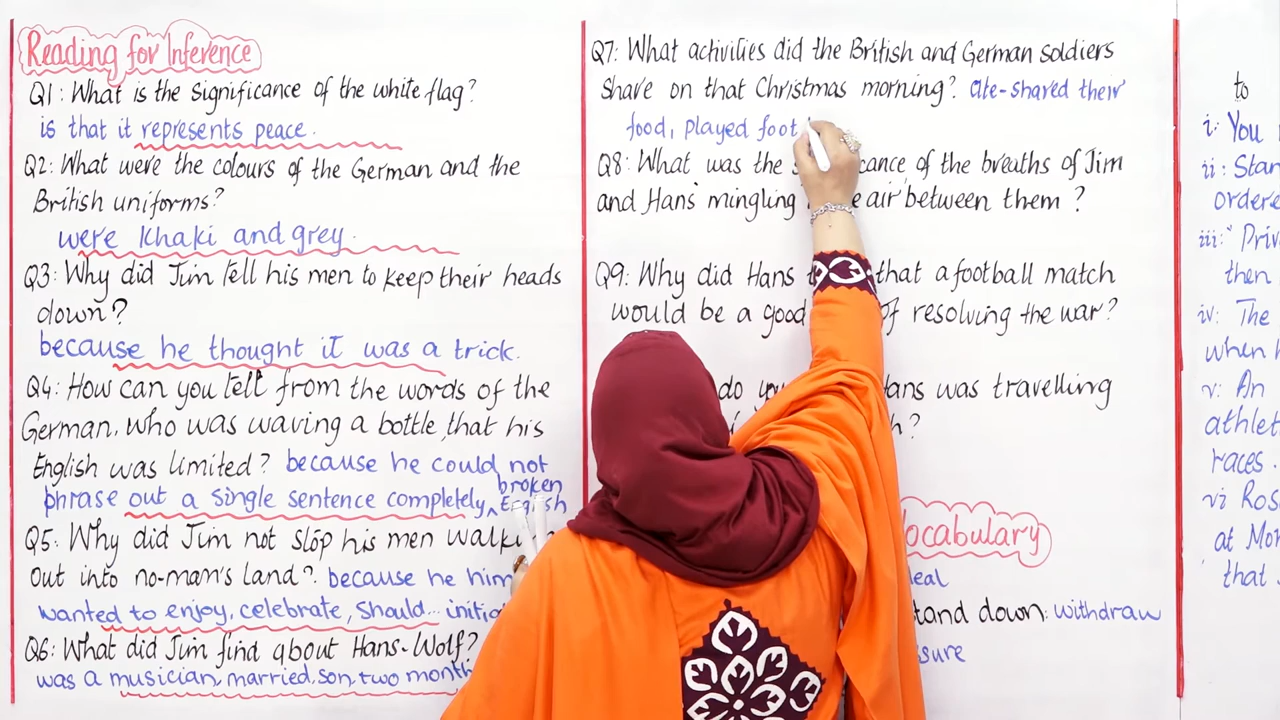 Reading for Inference
Q1: What is the significance of the white flag?
is that it represents peace.
Q2: What were the colours of the German and the
British uniforms?
were khaki and grey.
Q3: Why did Jim tell his men to keep their heads
down?
because he thought it was a trick.
Q4: How can you tell from the words of the
German, who was waving a bottle, that his
English was limited? because he could not
phrase out a single sentence completely, broken English
Q5: Why did Jim not stop his men
out into no-man's land? because he him
wanted to enjoy, celebrate, should...
Q6: What did Jim find about Hans-Wolf?
was a musician, married, son, two month
Q7: What activities did the British and German soldiers
share on that Christmas morning? ate-shared their
food, played foot
Q8: What was the cance of the breaths of Jim
and Hans mingling air between them?
Q9: Why did Hans that a football match
would be a good of resolving the war?
do was travelling
h?
ocabulary
eal
tand down: withdraw
sure
to
i: You
ii: Stan
ordere
iii: " Priv
then
iv: The
when
v: An
athlet
races.
vi Ros
at Mor
that